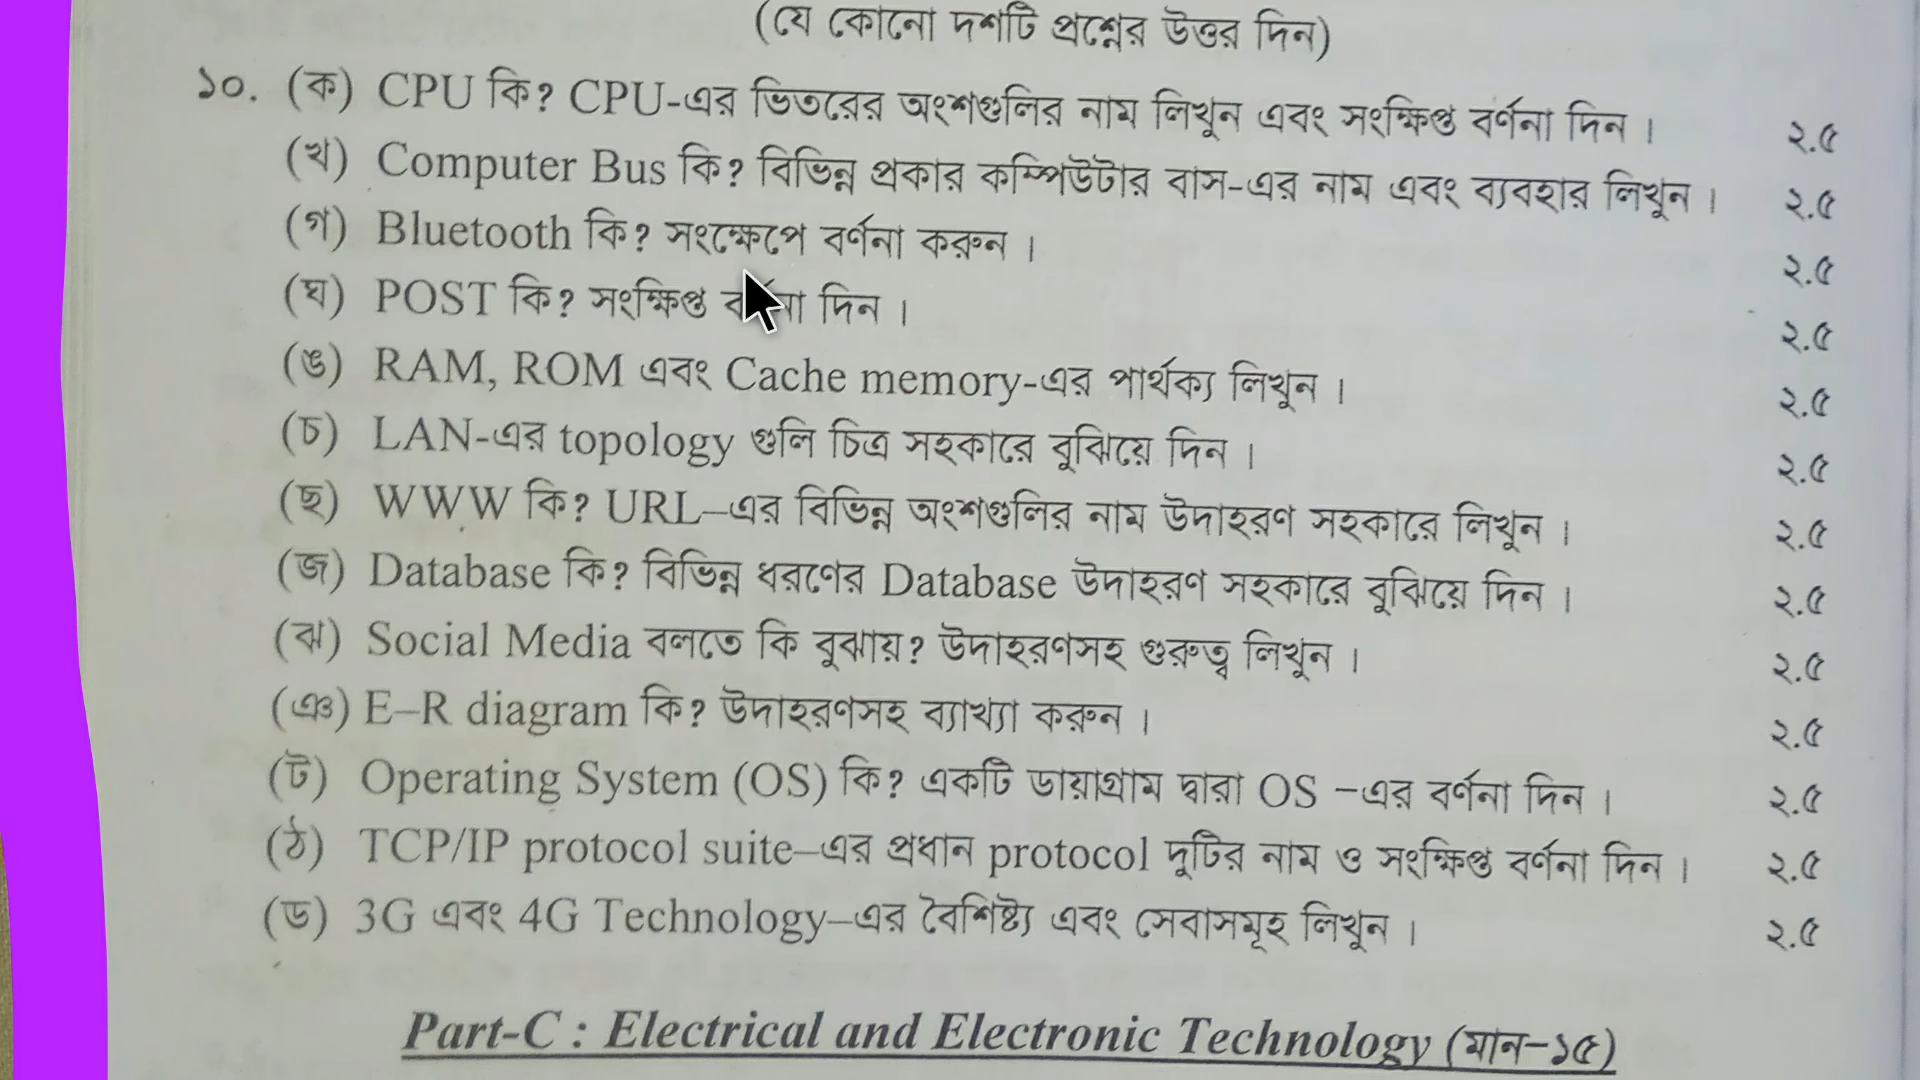 (যে কোনো দশটি প্রশ্নের উত্তর দিন)
১০. (ক) CPU কি? CPU-এর ভিতরের অংশগুলির নাম লিখুন এবং সংক্ষিপ্ত বর্ণনা দিন। ২.৫
(খ) Computer Bus কি? বিভিন্ন প্রকার কম্পিউটার বাস-এর নাম এবং ব্যবহার লিখুন। ২.৫
(গ) Bluetooth কি? সংক্ষেপে বর্ণনা করুন। ২.৫
(ঘ) POST কি? সংক্ষিপ্ত বর্ণনা দিন। ২.৫
(ঙ) RAM, ROM এবং Cache memory-এর পার্থক্য লিখুন। ২.৫
(চ) LAN-এর topology গুলি চিত্র সহকারে বুঝিয়ে দিন। ২.৫
(ছ) WWW কি? URL–এর বিভিন্ন অংশগুলির নাম উদাহরণ সহকারে লিখুন। ২.৫
(জ) Database কি? বিভিন্ন ধরণের Database উদাহরণ সহকারে বুঝিয়ে দিন। ২.৫
(ঝ) Social Media বলতে কি বুঝায়? উদাহরণসহ গুরুত্ব লিখুন। ২.৫
(ঞ) E–R diagram কি? উদাহরণসহ ব্যাখ্যা করুন। ২.৫
(ট) Operating System (OS) কি? একটি ডায়াগ্রাম দ্বারা OS –এর বর্ণনা দিন। ২.৫
(ঠ) TCP/IP protocol suite–এর প্রধান protocol দুটির নাম ও সংক্ষিপ্ত বর্ণনা দিন। ২.৫
(ড) 3G এবং 4G Technology–এর বৈশিষ্ট্য এবং সেবাসমূহ লিখুন। ২.৫
Part-C : Electrical and Electronic Technology (মান–১৫)